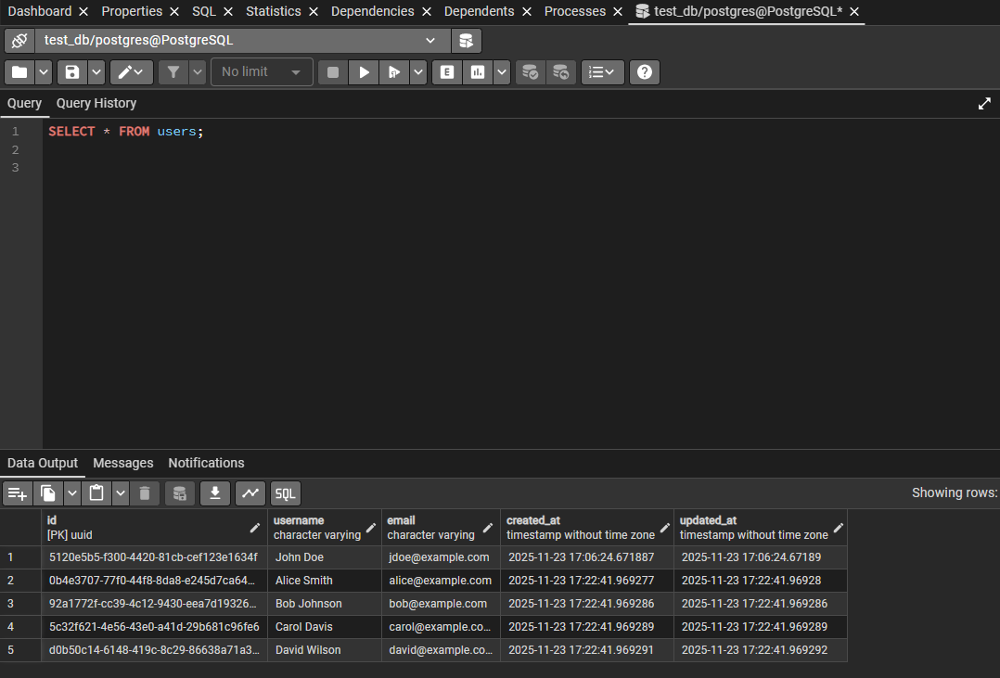 Dashboard Properties SQL Statistics Dependencies Dependents Processes test_db/postgres@PostgreSQL*
test_db/postgres@PostgreSQL
No limit E
Query Query History
1 SELECT * FROM users;
2
3
Data Output Messages Notifications
SQL Showing rows:
id username email created_at updated_at
[PK] uuid character varying character varying timestamp without time zone timestamp without time zone
1 5120e5b5-f300-4420-81cb-cef123e1634f John Doe jdoe@example.com 2025-11-23 17:06:24.671887 2025-11-23 17:06:24.67189
2 0b4e3707-77f0-44f8-8da8-e245d7ca64... Alice Smith alice@example.com 2025-11-23 17:22:41.969277 2025-11-23 17:22:41.96928
3 92a1772f-cc39-4c12-9430-eea7d19326... Bob Johnson bob@example.com 2025-11-23 17:22:41.969286 2025-11-23 17:22:41.969286
4 5c32f621-4e56-43e0-a41d-29b681c96fe6 Carol Davis carol@example.co... 2025-11-23 17:22:41.969289 2025-11-23 17:22:41.969289
5 d0b50c14-6148-419c-8c29-86638a71a3... David Wilson david@example.co... 2025-11-23 17:22:41.969291 2025-11-23 17:22:41.969292